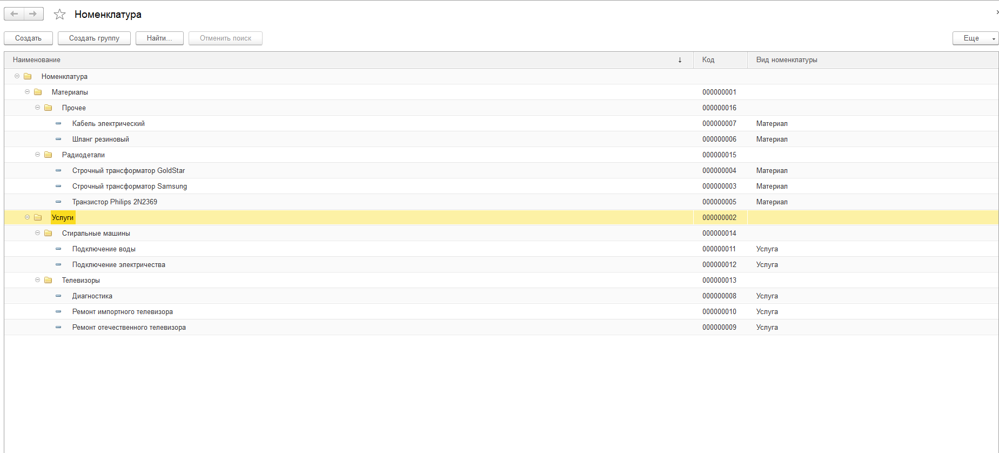 Номенклатура
Создать Создать группу Найти... Отменить поиск Еще
Наименование Код Вид номенклатуры
Номенклатура
Материалы 000000001
Прочее 000000016
Кабель электрический 000000007 Материал
Шланг резиновый 000000006 Материал
Радиодетали 000000015
Строчный трансформатор GoldStar 000000004 Материал
Строчный трансформатор Samsung 000000003 Материал
Транзистор Philips 2N2369 000000005 Материал
Услуги 000000002
Стиральные машины 000000014
Подключение воды 000000011 Услуга
Подключение электричества 000000012 Услуга
Телевизоры 000000013
Диагностика 000000008 Услуга
Ремонт импортного телевизора 000000010 Услуга
Ремонт отечественного телевизора 000000009 Услуга